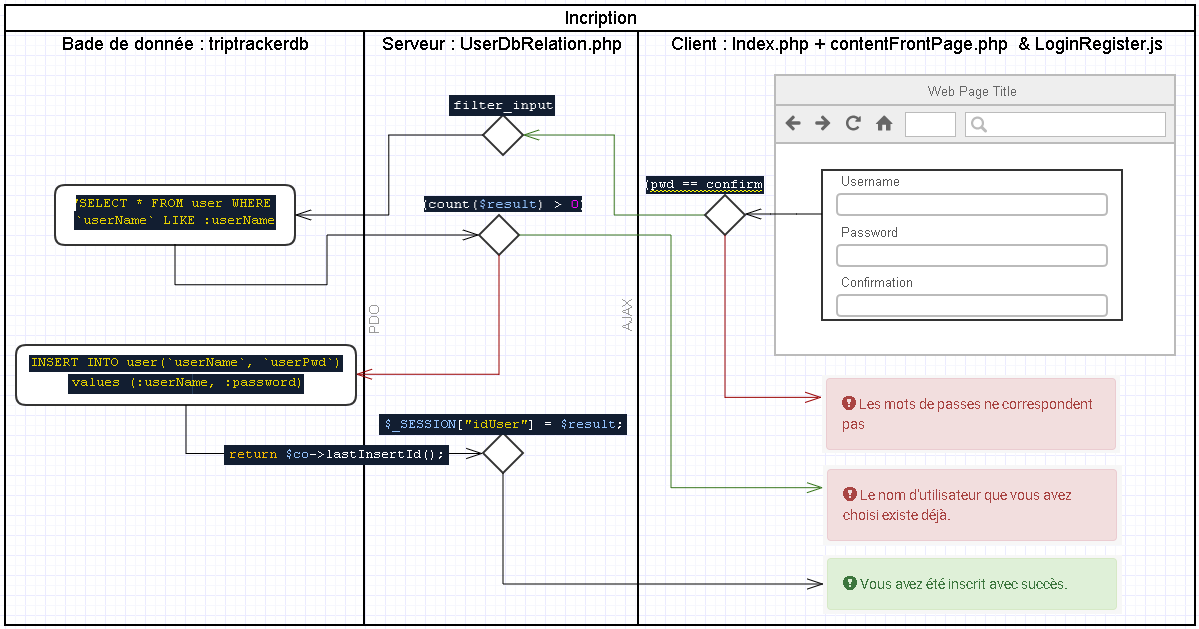 Incription
Bade de donnée : triptrackerdb
Serveur : UserDbRelation.php
Client : Index.php + contentFrontPage.php & LoginRegister.js
Web Page Title
filter_input
(pwd == confirm
Username
Password
Confirmation
"SELECT * FROM user WHERE
`userName` LIKE :userName
(count($result) > 0)
PDO
AJAX
INSERT INTO user(`userName`, `userPwd`)
values (:userName, :password)
$_SESSION["idUser"] = $result;
return $co->lastInsertId();
Les mots de passes ne correspondent
pas
Le nom d'utilisateur que vous avez
choisi existe déjà.
Vous avez été inscrit avec succès.